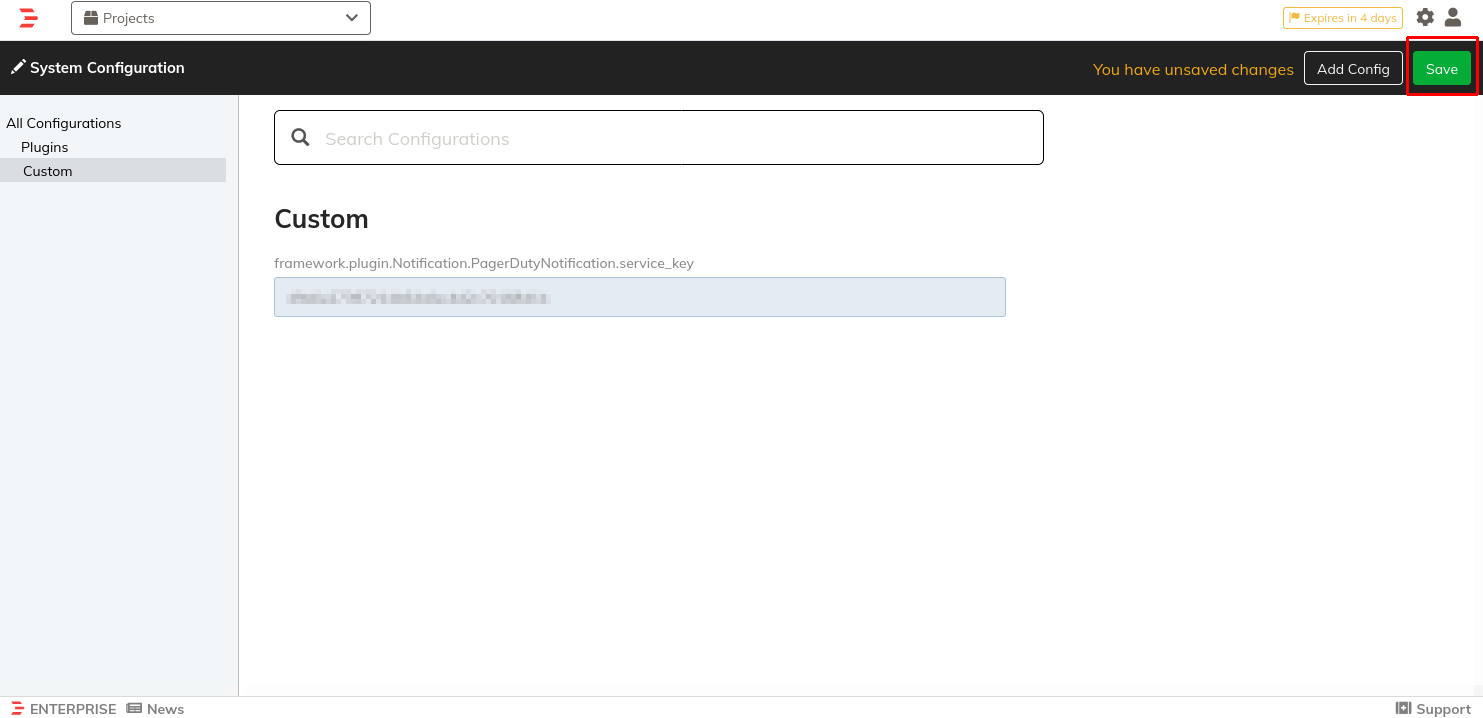 Projects
Expires in 4 days
System Configuration
You have unsaved changes
Add Config
Save
All Configurations
Plugins
Custom
Search Configurations
Custom
framework.plugin.Notification.PagerDutyNotification.service_key
ENTERPRISE
News
Support